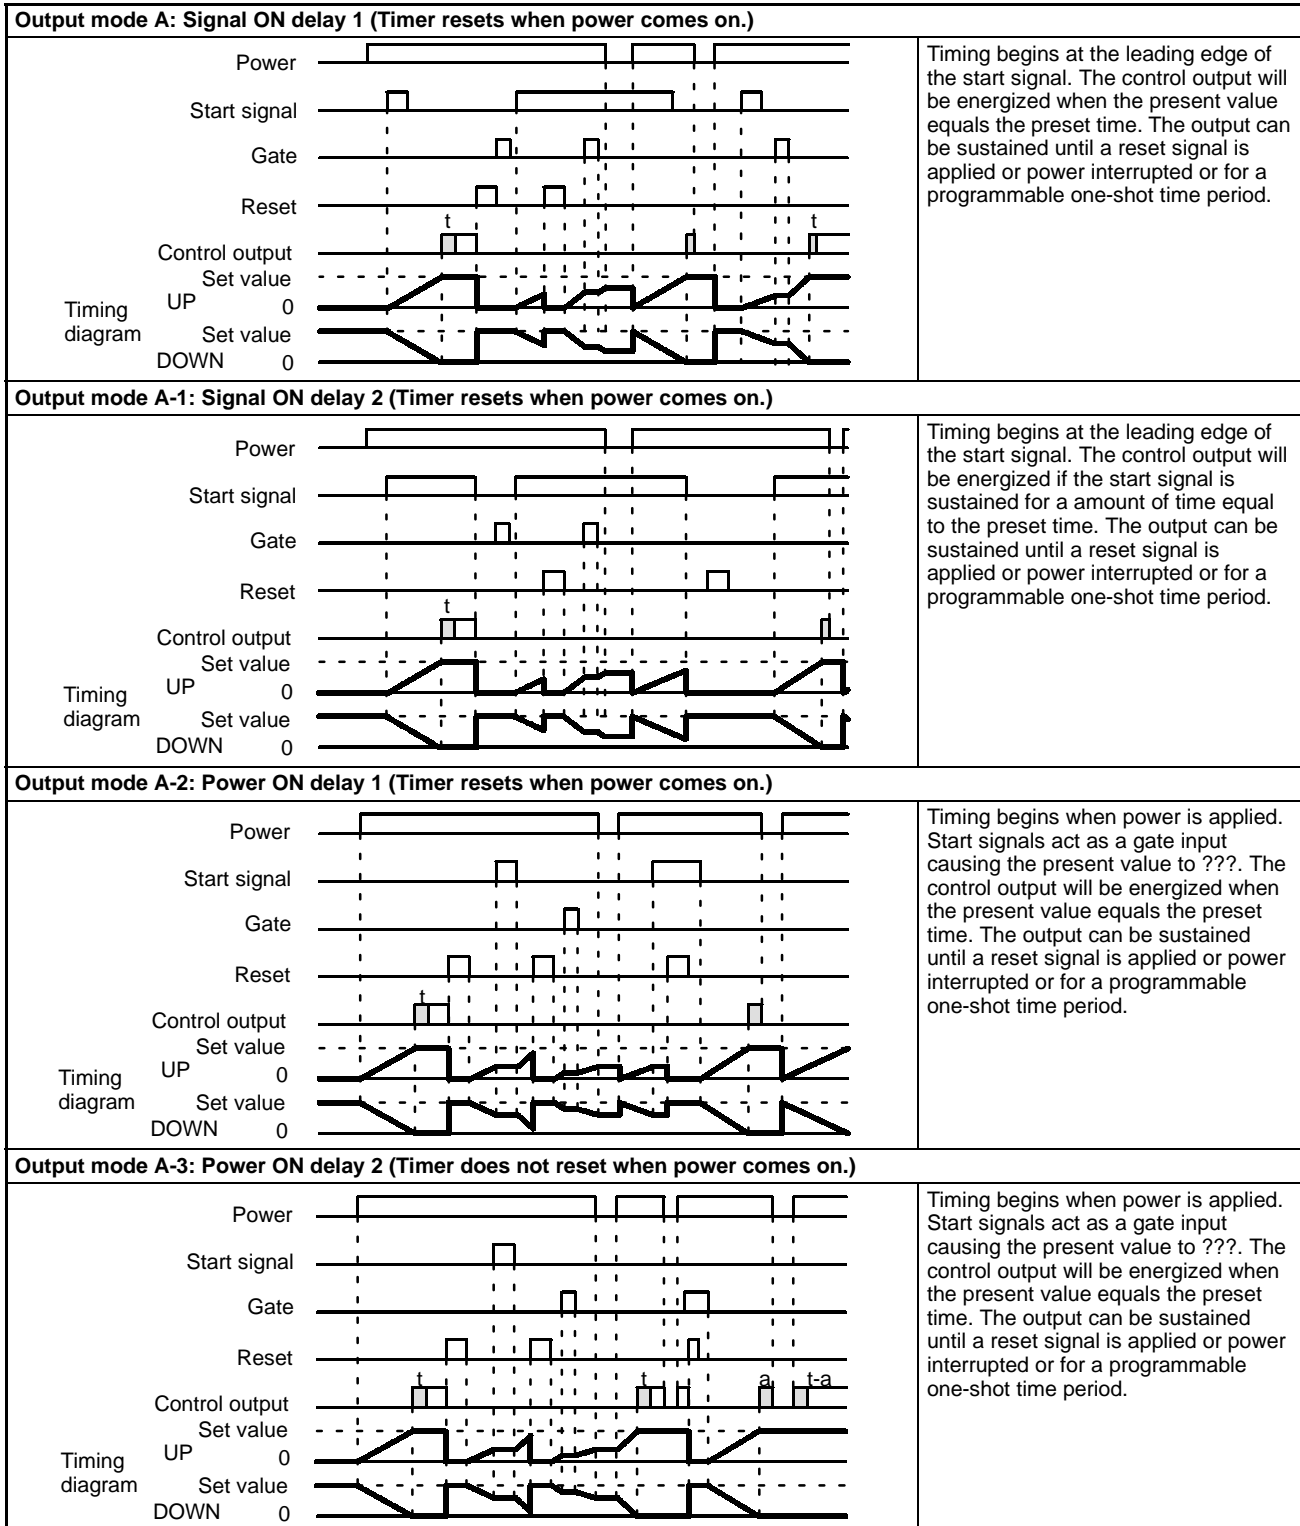 Output mode A: Signal ON delay 1 (Timer resets when power comes on.)
Power
Start signal
Gate
Reset
t
t
Control output
Set value
UP
0
Timing
diagram
Set value
DOWN
0
Timing begins at the leading edge of
the start signal. The control output will
be energized when the present value
equals the preset time. The output can
be sustained until a reset signal is
applied or power interrupted or for a
programmable one-shot time period.
Output mode A-1: Signal ON delay 2 (Timer resets when power comes on.)
Power
Start signal
Gate
Reset
t
Control output
Set value
UP
0
Timing
diagram
Set value
DOWN
0
Timing begins at the leading edge of
the start signal. The control output will
be energized if the start signal is
sustained for a amount of time equal
to the preset time. The output can be
sustained until a reset signal is
applied or power interrupted or for a
programmable one-shot time period.
Output mode A-2: Power ON delay 1 (Timer resets when power comes on.)
Power
Start signal
Gate
Reset
t
Control output
Set value
UP
0
Timing
diagram
Set value
DOWN
0
Timing begins when power is applied.
Start signals act as a gate input
causing the present value to ???. The
control output will be energized when
the present value equals the preset
time. The output can be sustained
until a reset signal is applied or power
interrupted or for a programmable
one-shot time period.
Output mode A-3: Power ON delay 2 (Timer does not reset when power comes on.)
Power
Start signal
Gate
Reset
t
t
a
t-a
Control output
Set value
UP
0
Timing
diagram
Set value
DOWN
0
Timing begins when power is applied.
Start signals act as a gate input
causing the present value to ???. The
control output will be energized when
the present value equals the preset
time. The output can be sustained
until a reset signal is applied or power
interrupted or for a programmable
one-shot time period.